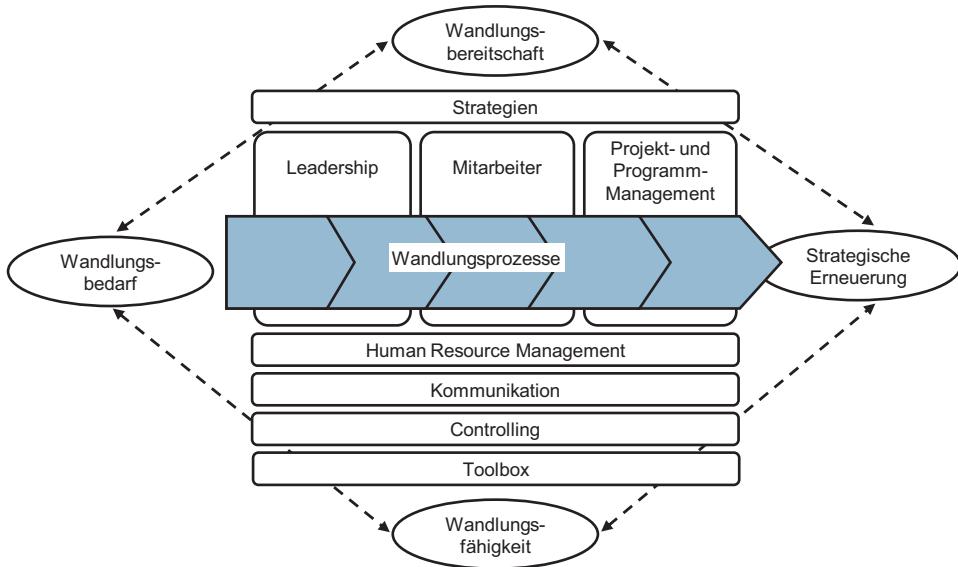 Wandlungs-
bereitschaft
Strategien
Leadership
Mitarbeiter
Projekt- und
Programm-
Management
Wandlungs-
bedarf
Wandlungsprozesse
Strategische
Erneuerung
Human Resource Management
Kommunikation
Controlling
Toolbox
Wandlungs-
fähigkeit